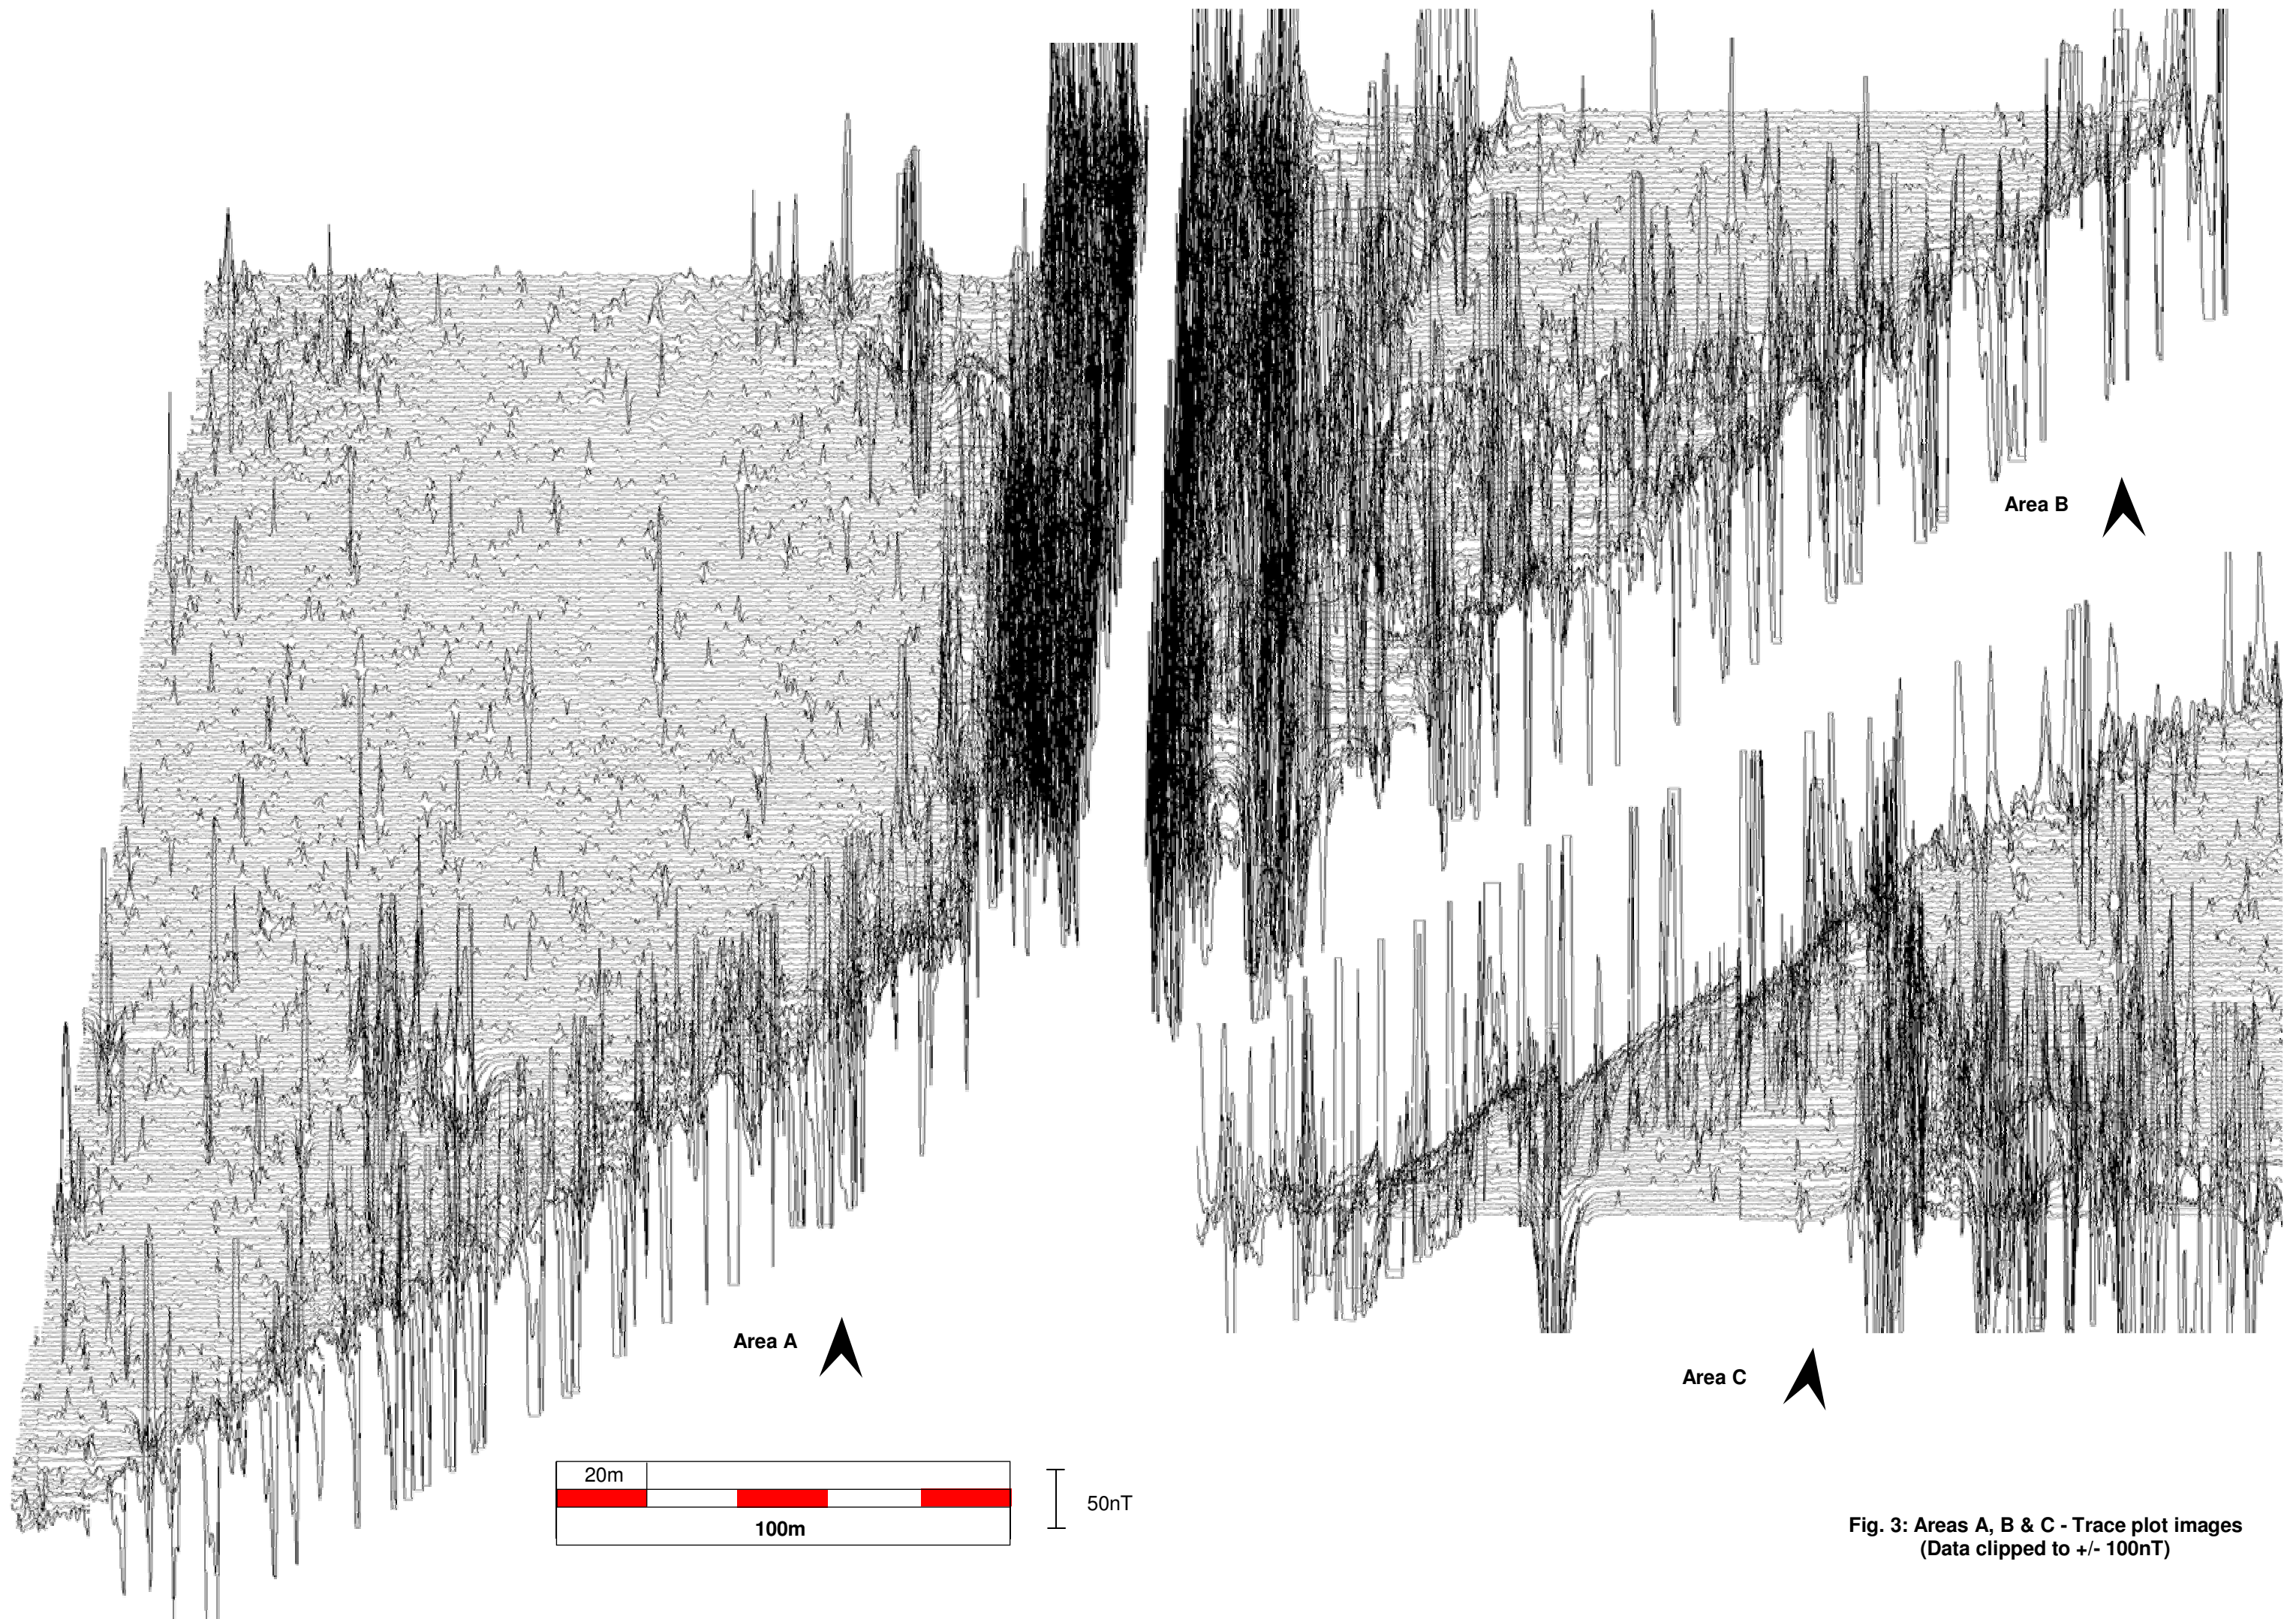 Area B
Area A
Area C
20m
50nT
100m
Fig. 3: Areas A, B & C - Trace plot images
(Data clipped to +/- 100nT)